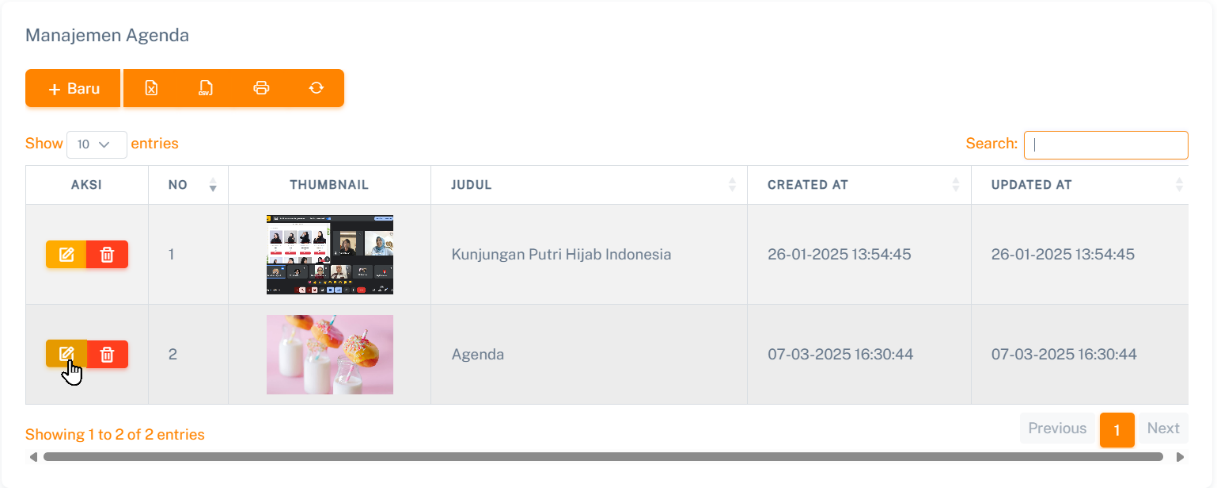 Manajemen Agenda
+ Baru
Show 10 entries
Search:
AKSI NO THUMBNAIL JUDUL CREATED AT UPDATED AT
1 Kunjungan Putri Hijab Indonesia 26-01-2025 13:54:45 26-01-2025 13:54:45
2 Agenda 07-03-2025 16:30:44 07-03-2025 16:30:44
Showing 1 to 2 of 2 entries
Previous 1 Next